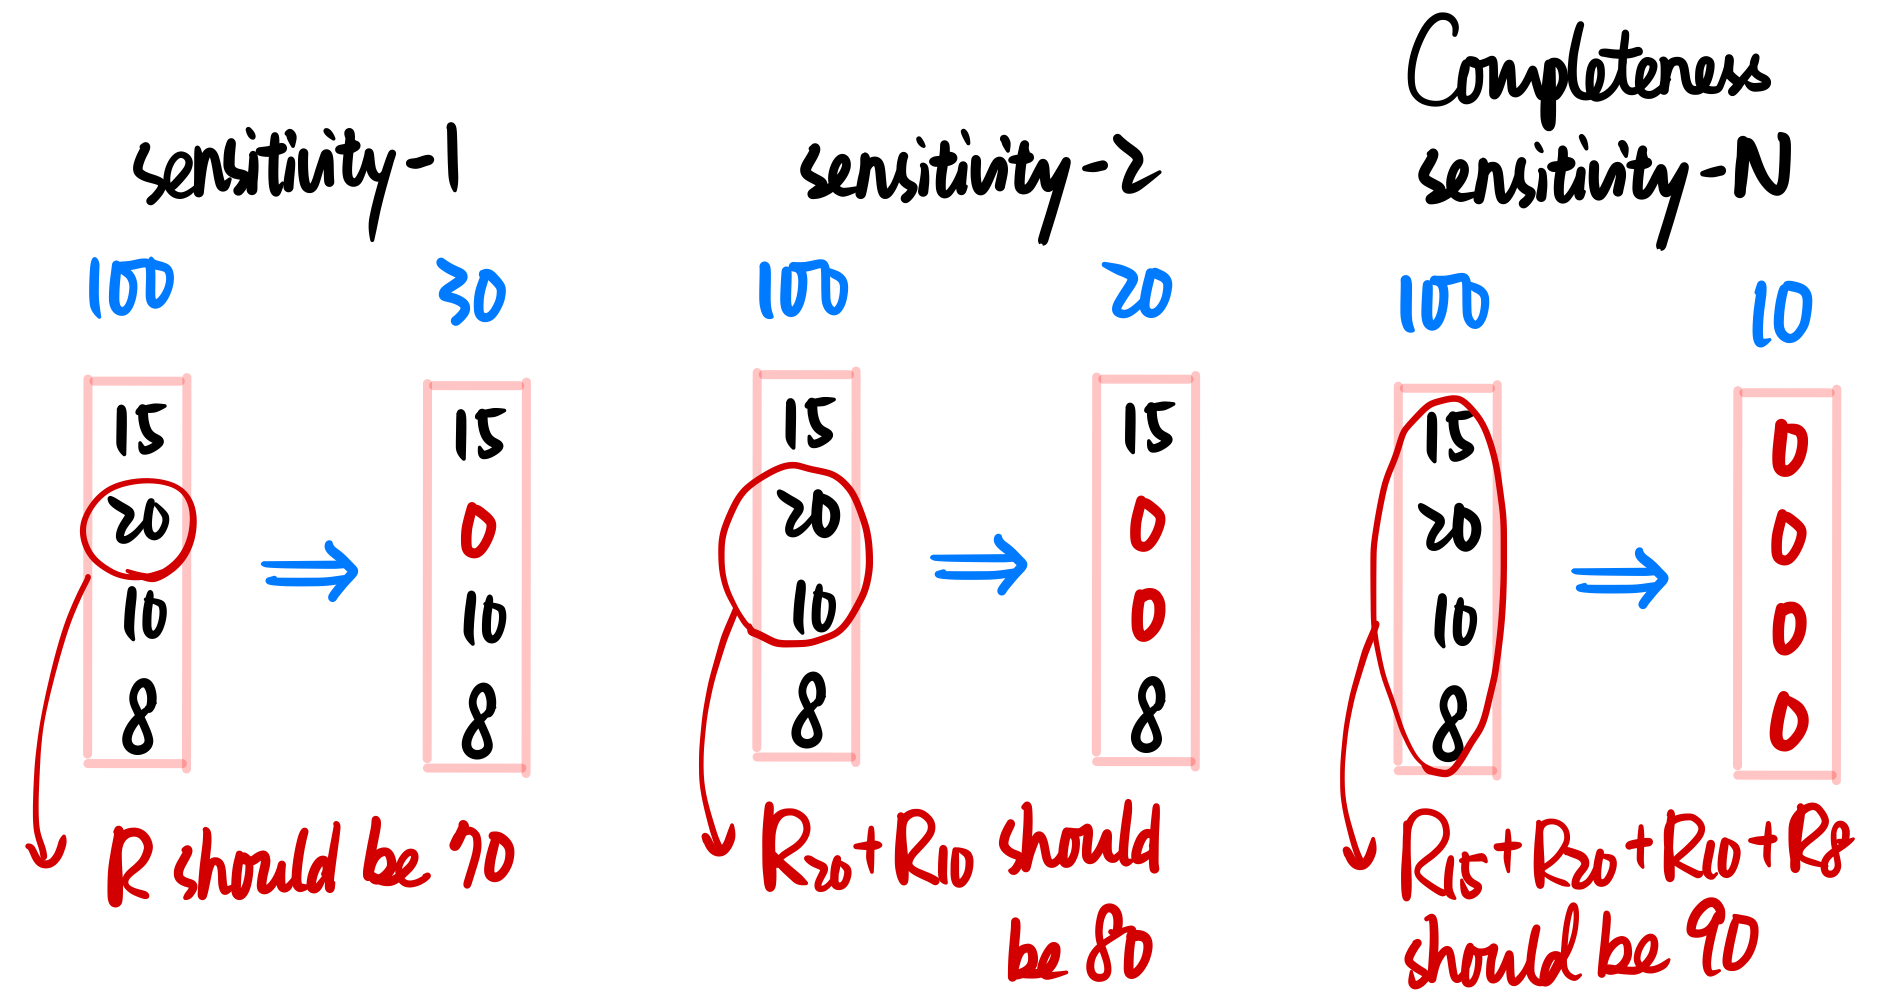 sensitivity-1
100 30
15 15
20 0
10 10
8 8
R should be 70
sensitivity-2
100 20
15 15
20 0
10 0
8 8
R20+R10 should
be 80
Completeness
sensitivity-N
100 10
15 0
20 0
10 0
8 0
R15+R20+R10+R8
should be 90